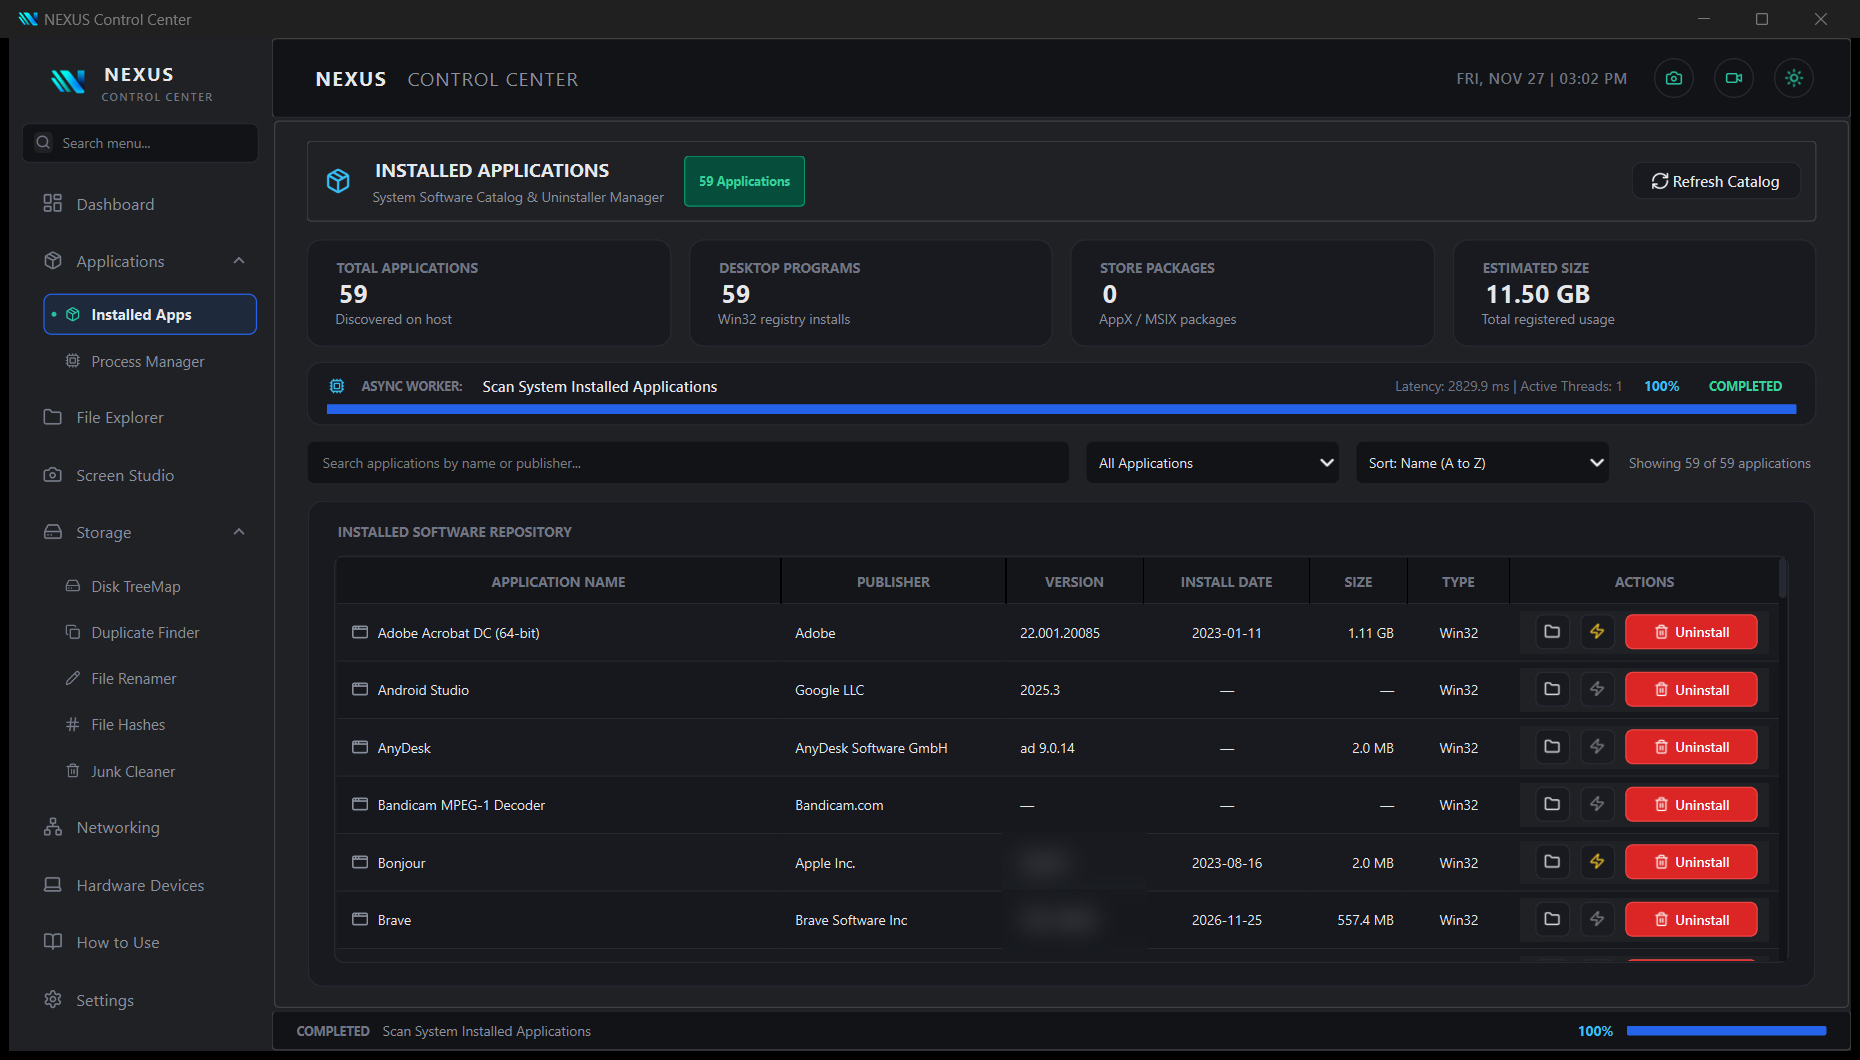 NEXUS Control Center
NEXUS
CONTROL CENTER
Search menu...
Dashboard
Applications
Installed Apps
Process Manager
File Explorer
Screen Studio
Storage
Disk TreeMap
Duplicate Finder
File Renamer
File Hashes
Junk Cleaner
Networking
Hardware Devices
How to Use
Settings
NEXUS CONTROL CENTER
FRI, NOV 27 | 03:02 PM
INSTALLED APPLICATIONS
System Software Catalog & Uninstaller Manager
59 Applications
Refresh Catalog
TOTAL APPLICATIONS
59
Discovered on host
DESKTOP PROGRAMS
59
Win32 registry installs
STORE PACKAGES
0
AppX / MSIX packages
ESTIMATED SIZE
11.50 GB
Total registered usage
ASYNC WORKER: Scan System Installed Applications Latency: 2829.9 ms | Active Threads: 1 100% COMPLETED
Search applications by name or publisher... All Applications Sort: Name (A to Z) Showing 59 of 59 applications
INSTALLED SOFTWARE REPOSITORY
APPLICATION NAME PUBLISHER VERSION INSTALL DATE SIZE TYPE ACTIONS
Adobe Acrobat DC (64-bit) Adobe 22.001.20085 2023-01-11 1.11 GB Win32 Uninstall
Android Studio Google LLC 2025.3 — — Win32 Uninstall
AnyDesk AnyDesk Software GmbH ad 9.0.14 — 2.0 MB Win32 Uninstall
Bandicam MPEG-1 Decoder Bandicam.com — — — Win32 Uninstall
Bonjour Apple Inc. 2023-08-16 2.0 MB Win32 Uninstall
Brave Brave Software Inc 2026-11-25 557.4 MB Win32 Uninstall
COMPLETED Scan System Installed Applications 100%